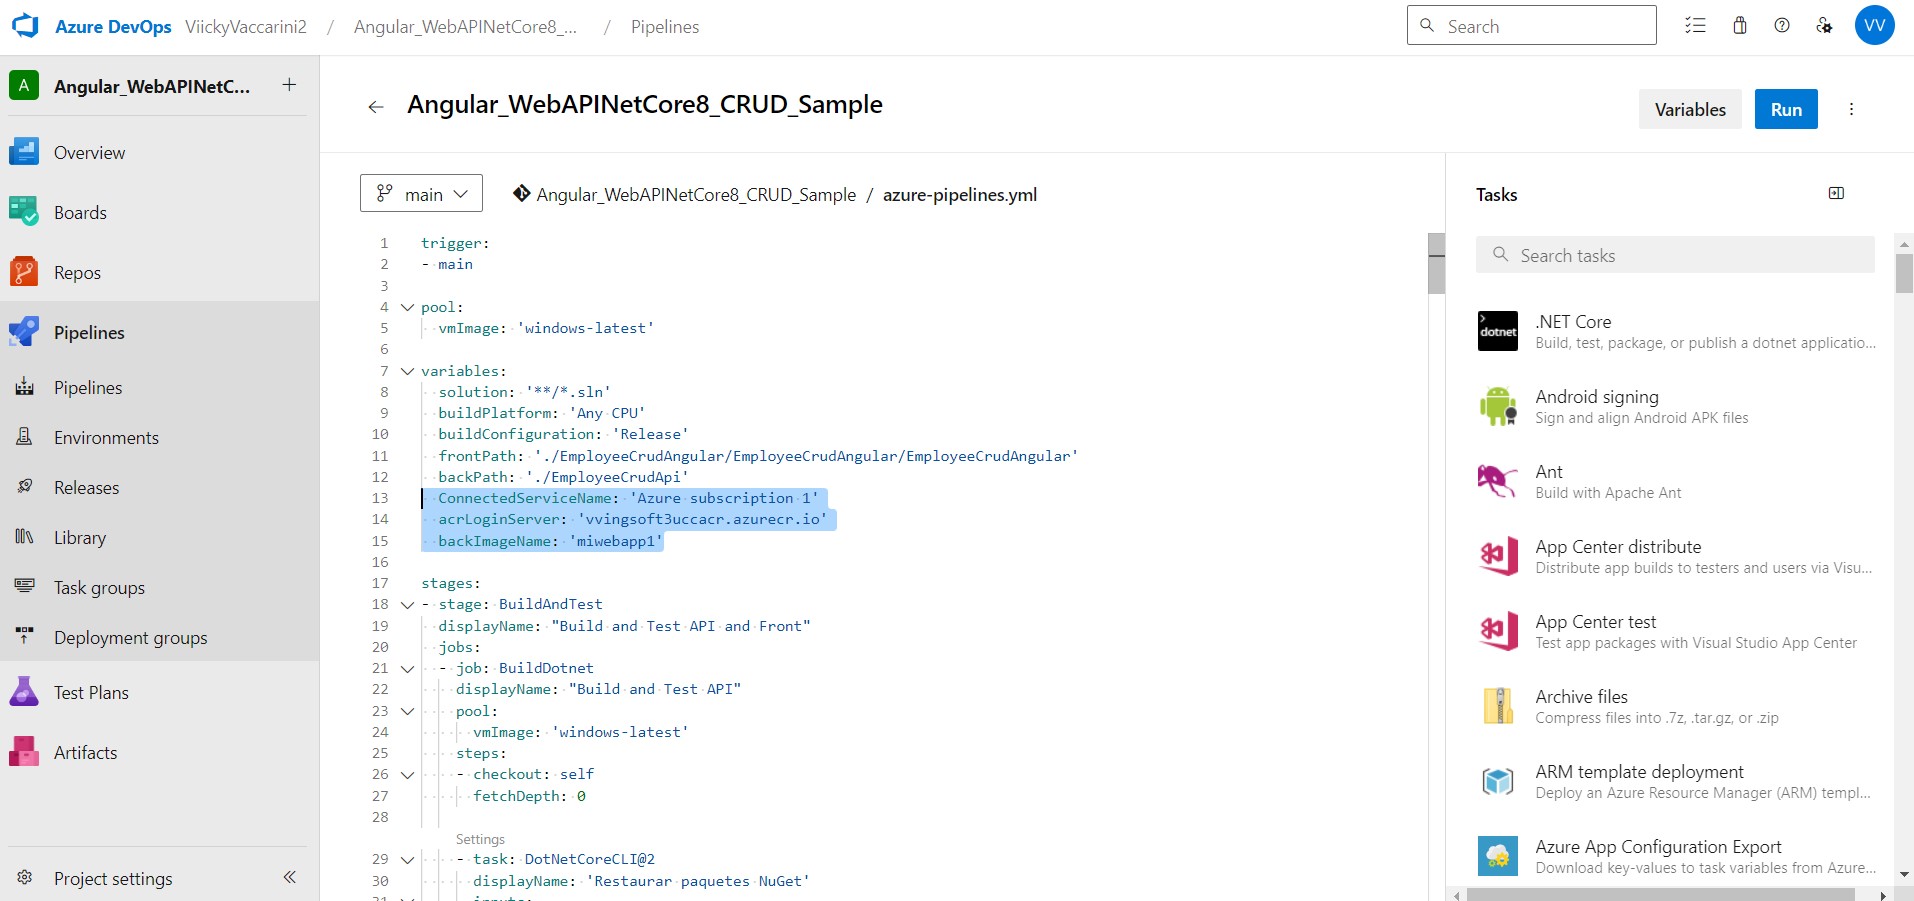 Azure DevOps ViickyVaccarini2 / Angular_WebAPINetCore8_... / Pipelines
Search
VV
A Angular_WebAPINetC... +
Overview
Boards
Repos
Pipelines
Pipelines
Environments
Releases
Library
Task groups
Deployment groups
Test Plans
Artifacts
Project settings
Angular_WebAPINetCore8_CRUD_Sample
Variables
Run
main
Angular_WebAPINetCore8_CRUD_Sample / azure-pipelines.yml
1 trigger:
2 - main
3
4 pool:
5 vmImage: 'windows-latest'
6
7 variables:
8 solution: '**/*.sln'
9 buildPlatform: 'Any CPU'
10 buildConfiguration: 'Release'
11 frontPath: './EmployeeCrudAngular/EmployeeCrudAngular/EmployeeCrudAngular'
12 backPath: './EmployeeCrudApi'
13 ConnectedServiceName: 'Azure subscription 1'
14 acrLoginServer: 'vvingsoft3uccacr.azurecr.io'
15 backImageName: 'miwebapp1'
16
17 stages:
18 - stage: BuildAndTest
19 displayName: "Build and Test API and Front"
20 jobs:
21 - job: BuildDotnet
22 displayName: "Build and Test API"
23 pool:
24 vmImage: 'windows-latest'
25 steps:
26 - checkout: self
27 fetchDepth: 0
28
Settings
29 - task: DotNetCoreCLI@2
30 displayName: 'Restaurar paquetes NuGet'
31 inputs:
Tasks
Search tasks
dotnet
.NET Core
Build, test, package, or publish a dotnet applicatio...
Android signing
Sign and align Android APK files
Ant
Build with Apache Ant
App Center distribute
Distribute app builds to testers and users via Visu...
App Center test
Test app packages with Visual Studio App Center
Archive files
Compress files into .7z, .tar.gz, or .zip
ARM template deployment
Deploy an Azure Resource Manager (ARM) templ...
Azure App Configuration Export
Download key-values to task variables from Azure...